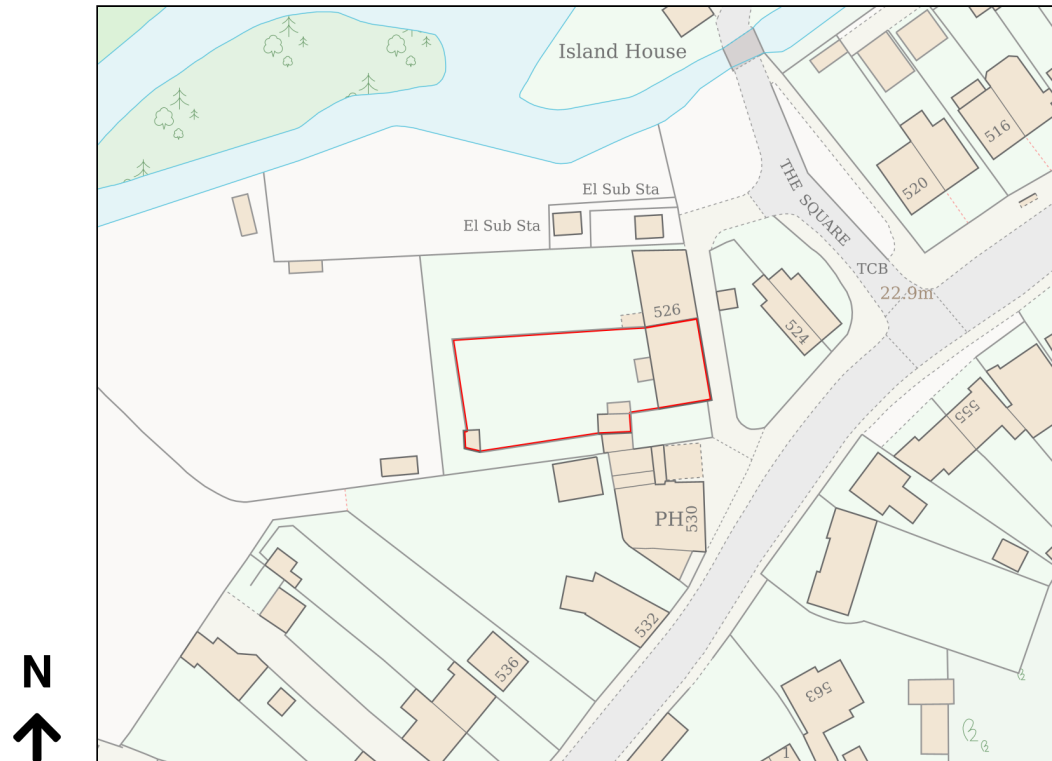 Island House
516
520
El Sub Sta
El Sub Sta
THE SQUARE
TCB
22.9m
526
524
555
PH
530
532
536
563
1
N